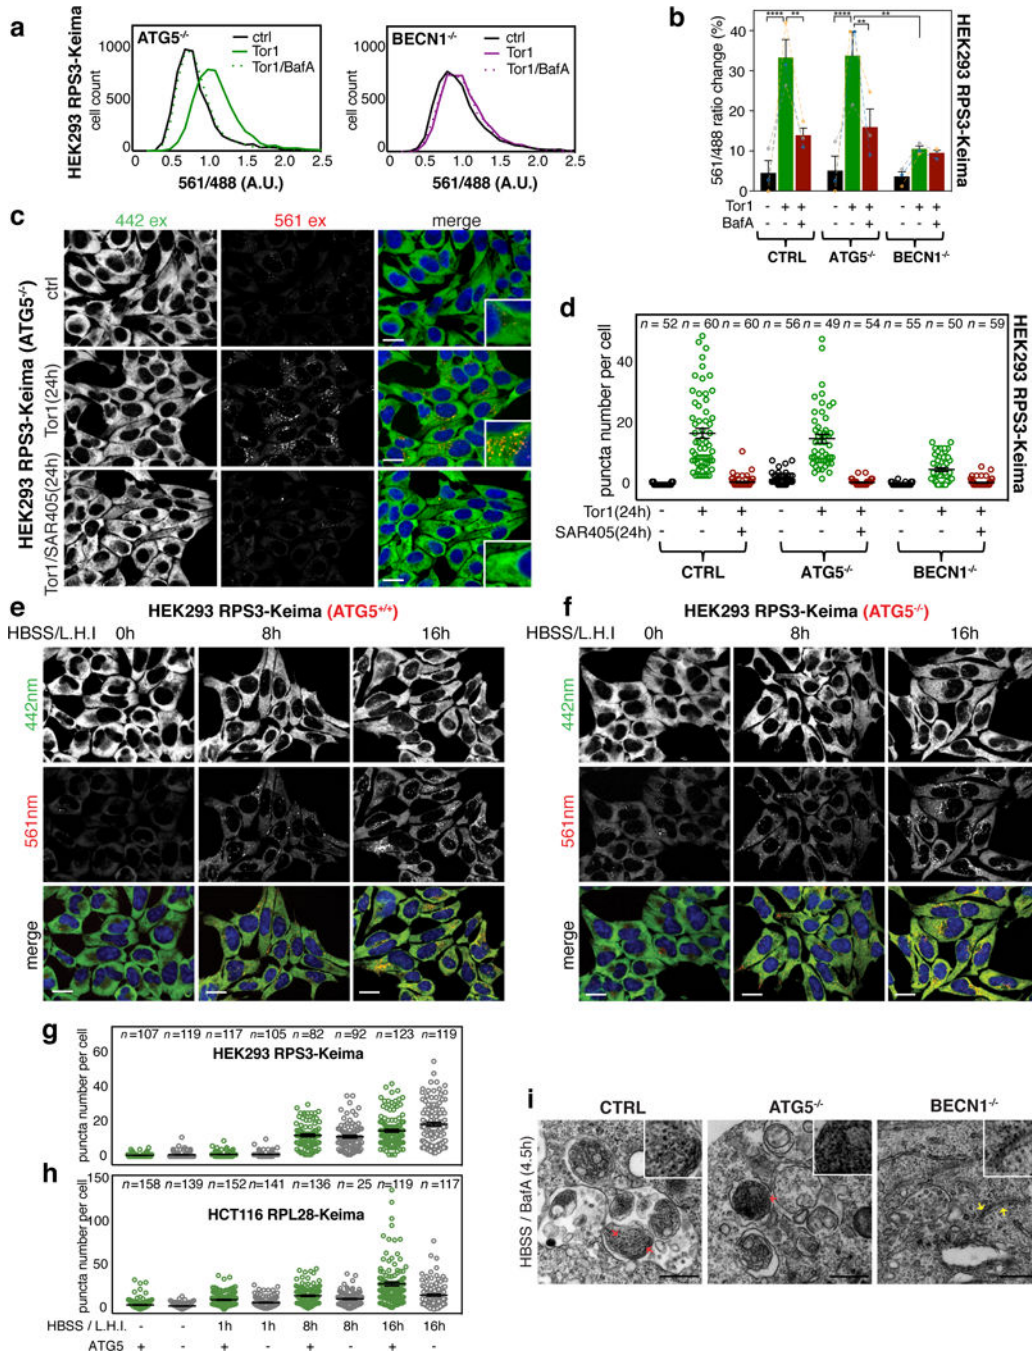 a
HEK293 RPS3-Keima
cell count
1000
500
0
ATG5-/-
ctrl
Tor1
Tor1/BafA
0 0.5 1.0 1.5 2.0 2.5
561/488 (A.U.)
cell count
1000
500
0
BECN1-/-
ctrl
Tor1
Tor1/BafA
0 0.5 1.0 1.5 2.0 2.5
561/488 (A.U.)
b
HEK293 RPS3-Keima
561/488 ratio change (%)
40
30
20
10
0
**** ** **** ** **
Tor1 - + + - + + - + +
BafA - - + - - + - - +
CTRL ATG5-/- BECN1-/-
c
HEK293 RPS3-Keima (ATG5-/-)
442 ex 561 ex merge
ctrl
Tor1(24h)
Tor1/SAR405(24h)
d
HEK293 RPS3-Keima
n = 52 n = 60 n = 60 n = 56 n = 49 n = 54 n = 55 n = 50 n = 59
puncta number per cell
40
20
0
Tor1(24h) - + + - + + - + +
SAR405(24h) - - + - - + - - +
CTRL ATG5-/- BECN1-/-
e
HEK293 RPS3-Keima (ATG5+/+)
HBSS/L.H.I 0h 8h 16h
442nm
561nm
merge
f
HEK293 RPS3-Keima (ATG5-/-)
HBSS/L.H.I 0h 8h 16h
442nm
561nm
merge
g
n=107 n=119 n=117 n=105 n=82 n=92 n=123 n=119
HEK293 RPS3-Keima
puncta number per cell
60
40
20
0
h
n=158 n=139 n=152 n=141 n=136 n= 25 n=119 n=117
HCT116 RPL28-Keima
puncta number per cell
150
100
50
0
HBSS / L.H.I. - - 1h 1h 8h 8h 16h 16h
ATG5 + - + - + - + -
i
CTRL ATG5-/- BECN1-/-
HBSS / BafA (4.5h)